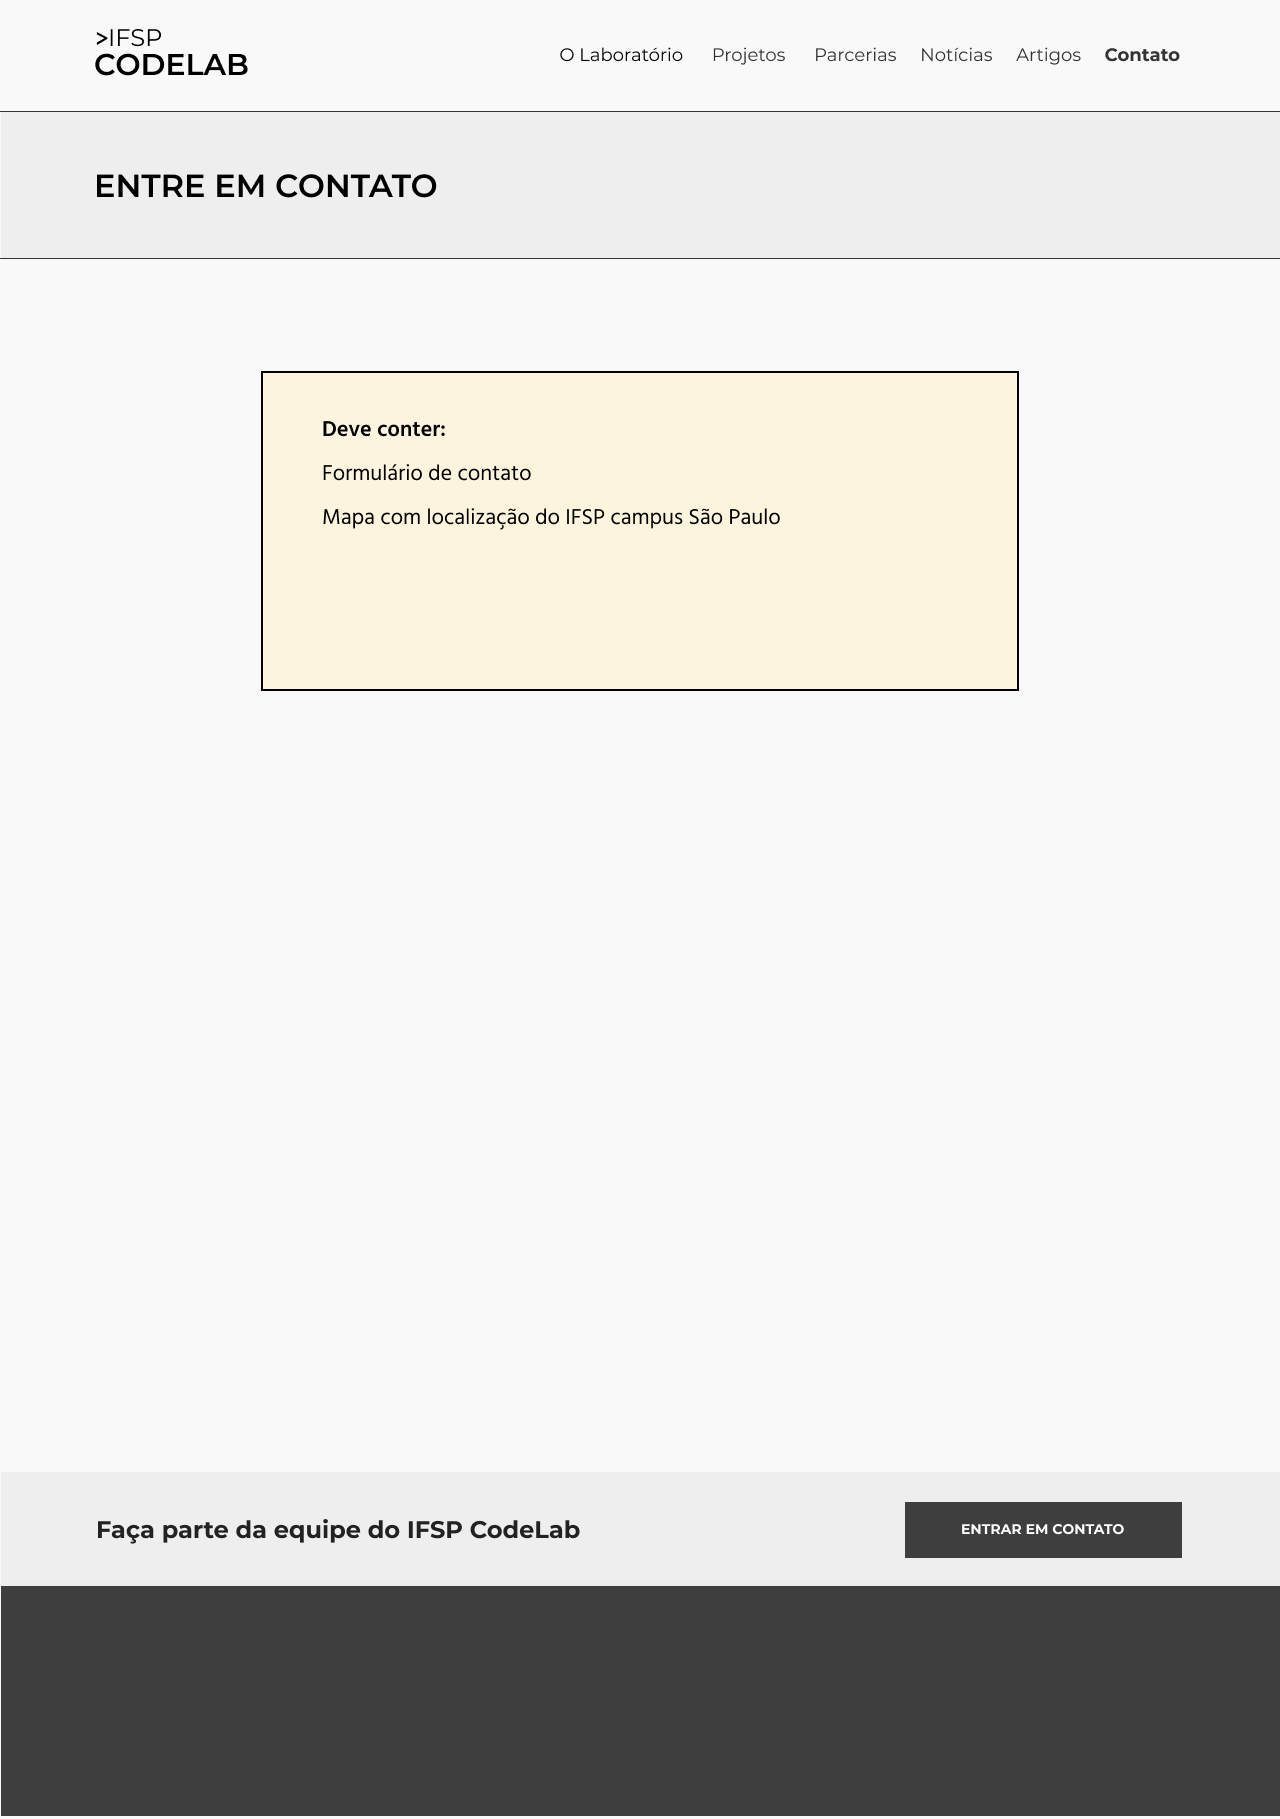 >IFSP
CODELAB
O Laboratório Projetos Parcerias Notícias Artigos Contato
ENTRE EM CONTATO
Deve conter:
Formulário de contato
Mapa com localização do IFSP campus São Paulo
Faça parte da equipe do IFSP CodeLab
ENTRAR EM CONTATO